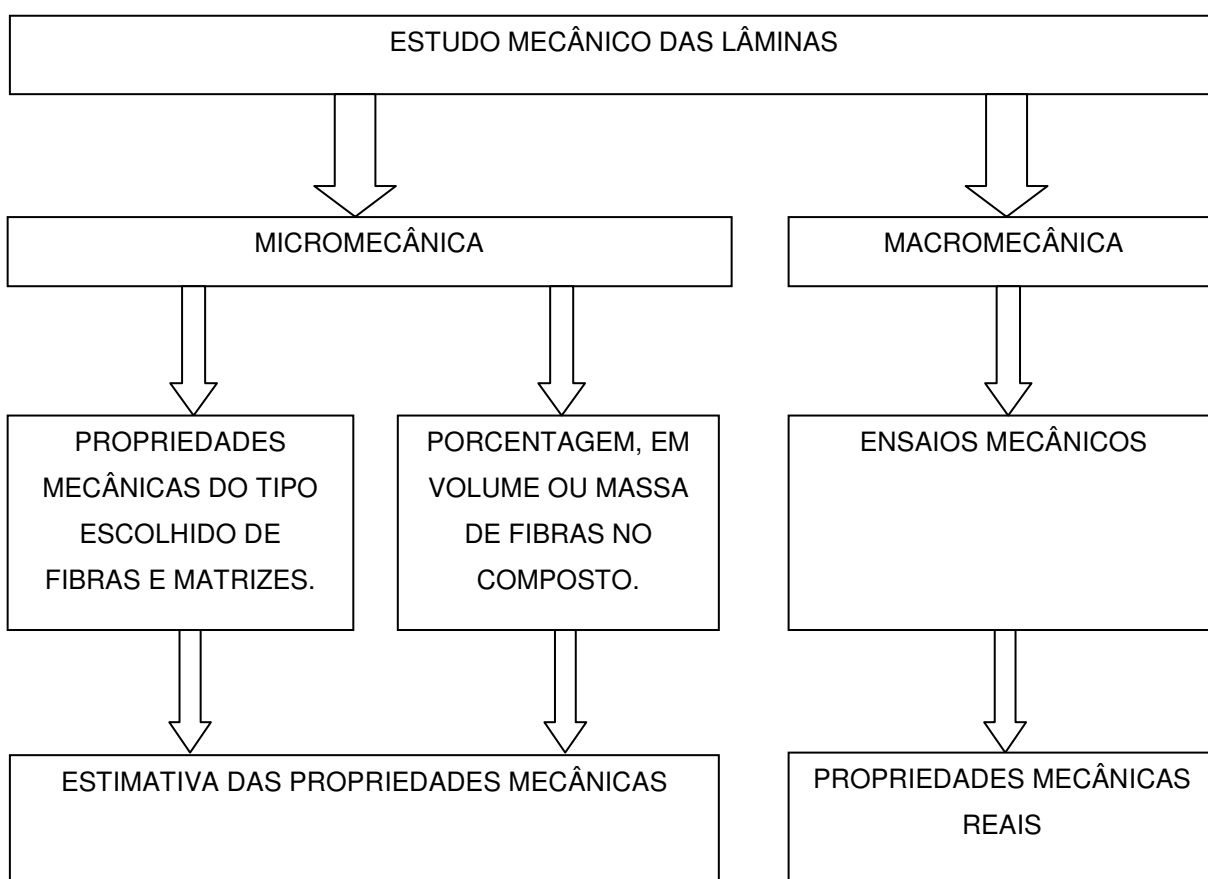 ESTUDO MECÂNICO DAS LÂMINAS
MICROMECÂNICA
MACROMECÂNICA
PROPRIEDADES
MECÂNICAS DO TIPO
ESCOLHIDO DE
FIBRAS E MATRIZES.
PORCENTAGEM, EM
VOLUME OU MASSA
DE FIBRAS NO
COMPOSTO.
ENSAIOS MECÂNICOS
ESTIMATIVA DAS PROPRIEDADES MECÂNICAS
PROPRIEDADES MECÂNICAS
REAIS